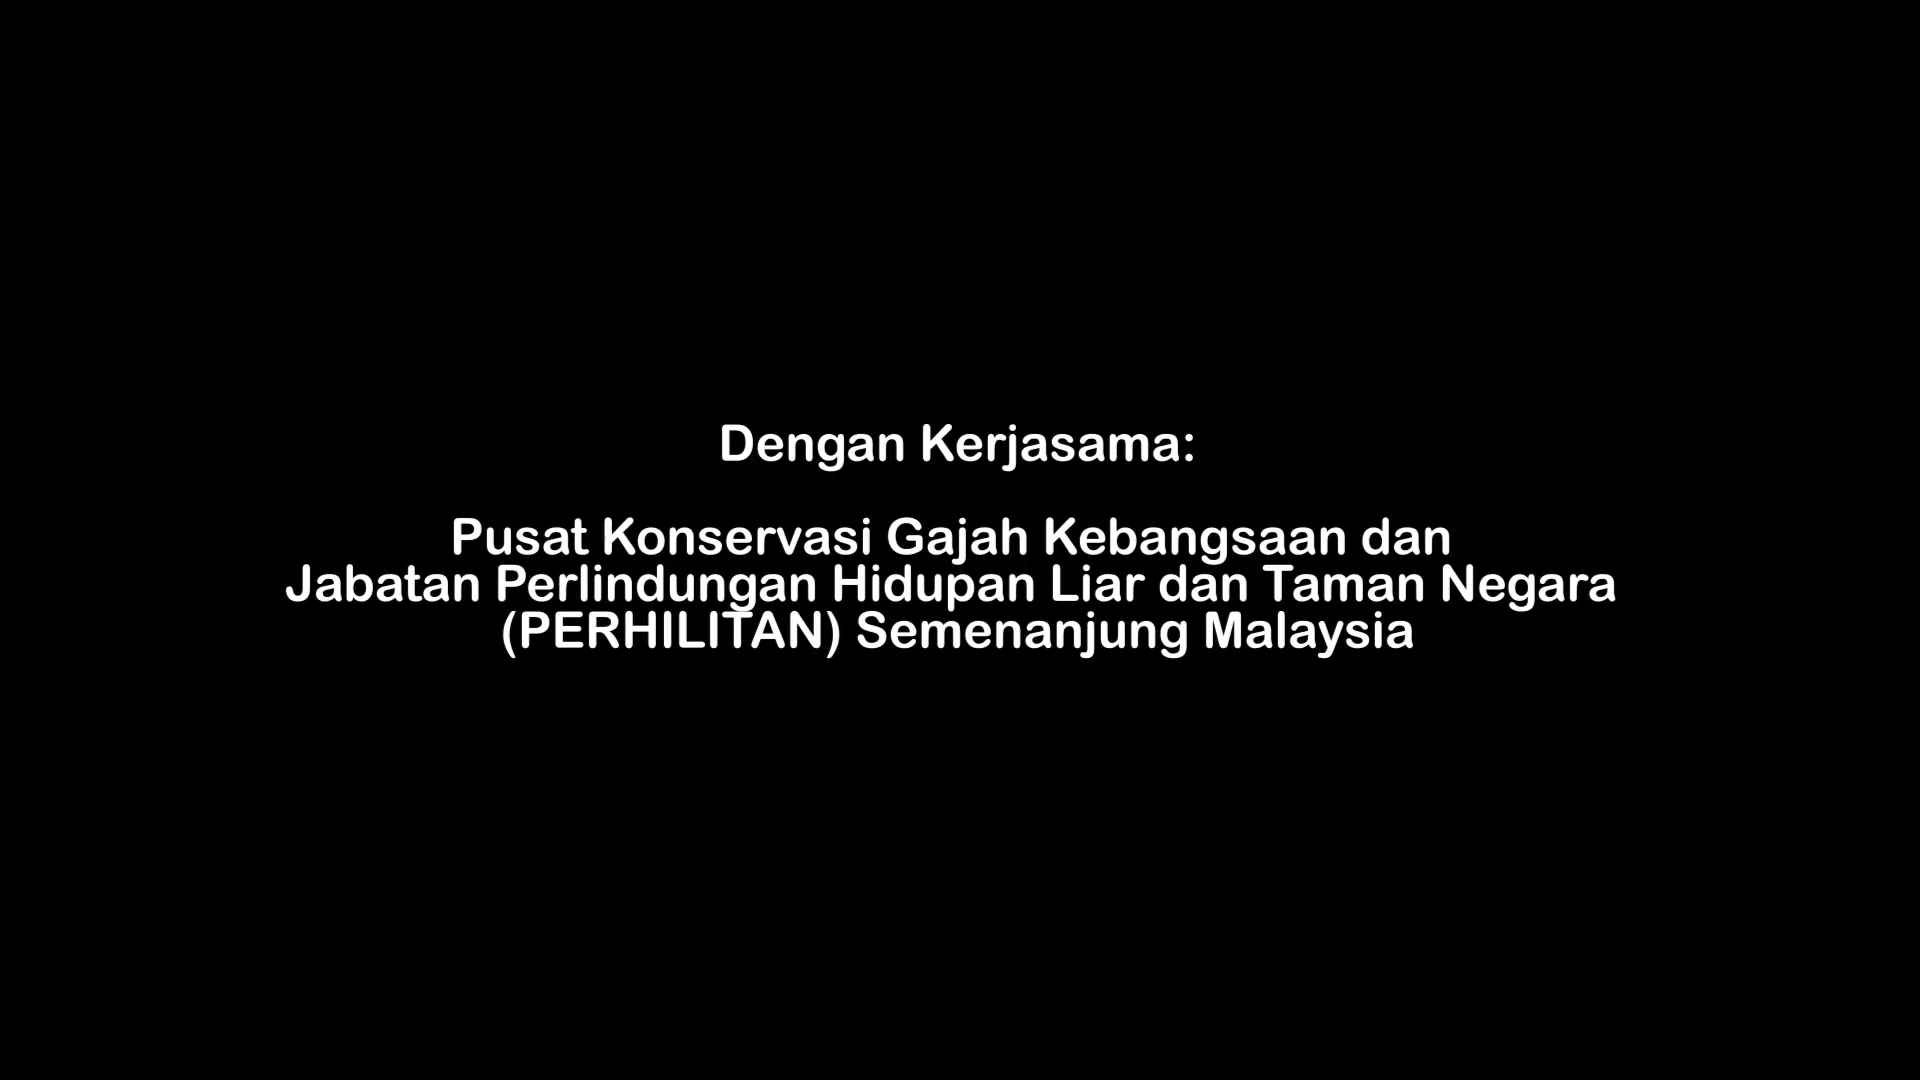 Dengan Kerjasama:
Pusat Konservasi Gajah Kebangsaan dan
Jabatan Perlindungan Hidupan Liar dan Taman Negara
(PERHILITAN) Semenanjung Malaysia